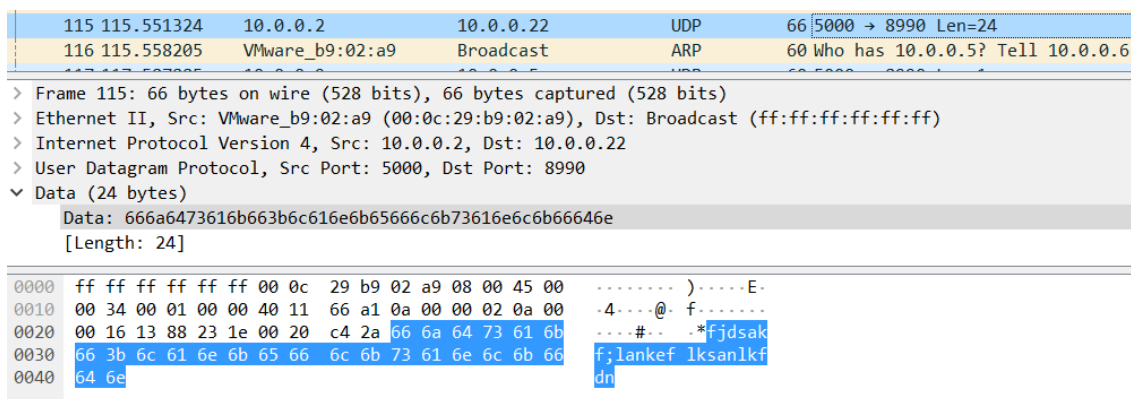 115 115.551324 10.0.0.2 10.0.0.22 UDP 66 5000 → 8990 Len=24
116 115.558205 VMware_b9:02:a9 Broadcast ARP 60 Who has 10.0.0.5? Tell 10.0.0.6
> Frame 115: 66 bytes on wire (528 bits), 66 bytes captured (528 bits)
> Ethernet II, Src: VMware_b9:02:a9 (00:0c:29:b9:02:a9), Dst: Broadcast (ff:ff:ff:ff:ff:ff)
> Internet Protocol Version 4, Src: 10.0.0.2, Dst: 10.0.0.22
> User Datagram Protocol, Src Port: 5000, Dst Port: 8990
∨ Data (24 bytes)
Data: 666a6473616b663b6c616e6b65666c6b73616e6c6b66646e
[Length: 24]
0000 ff ff ff ff ff ff 00 0c 29 b9 02 a9 08 00 45 00 ········ )·····E·
0010 00 34 00 01 00 00 40 11 66 a1 0a 00 00 02 0a 00 ·4····@· f·······
0020 00 16 13 88 23 1e 00 20 c4 2a 66 6a 64 73 61 6b ····#·· ·*fjdsak
0030 66 3b 6c 61 6e 6b 65 66 6c 6b 73 61 6e 6c 6b 66 f;lankef lksanlkf
0040 64 6e dn